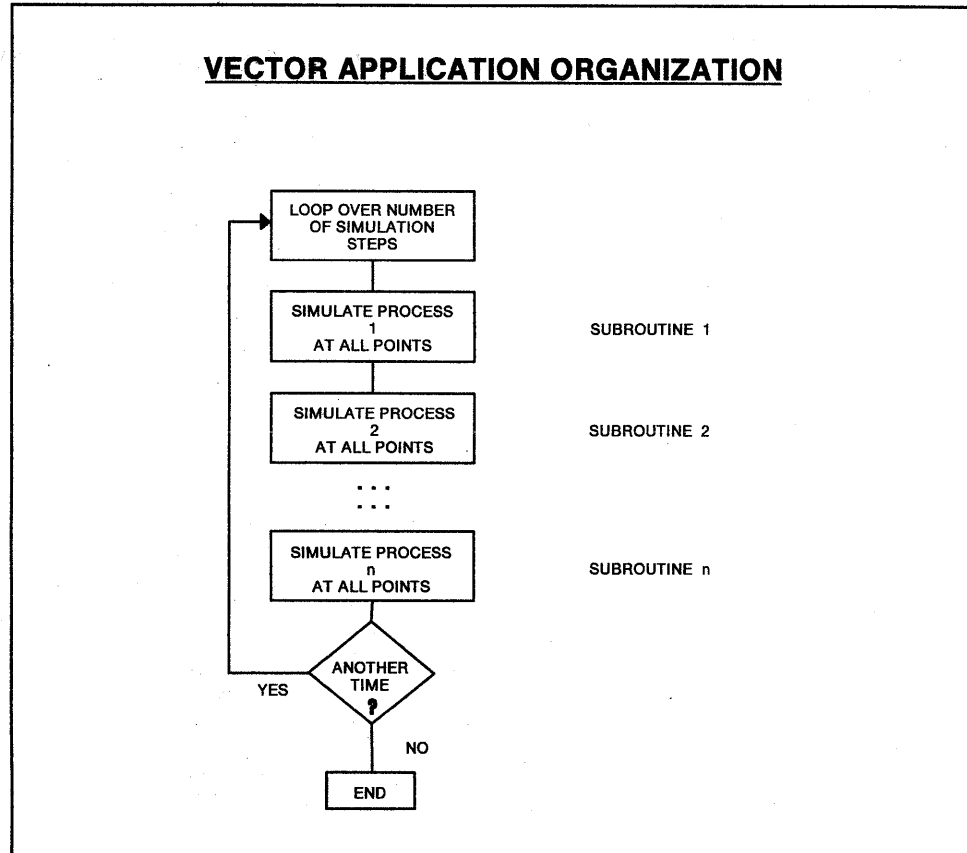 VECTOR APPLICATION ORGANIZATION
LOOP OVER NUMBER
OF SIMULATION
STEPS
SIMULATE PROCESS
1
AT ALL POINTS
SUBROUTINE 1
SIMULATE PROCESS
2
AT ALL POINTS
SUBROUTINE 2
. . .
. . .
SIMULATE PROCESS
n
AT ALL POINTS
SUBROUTINE n
ANOTHER
TIME
?
YES
NO
END